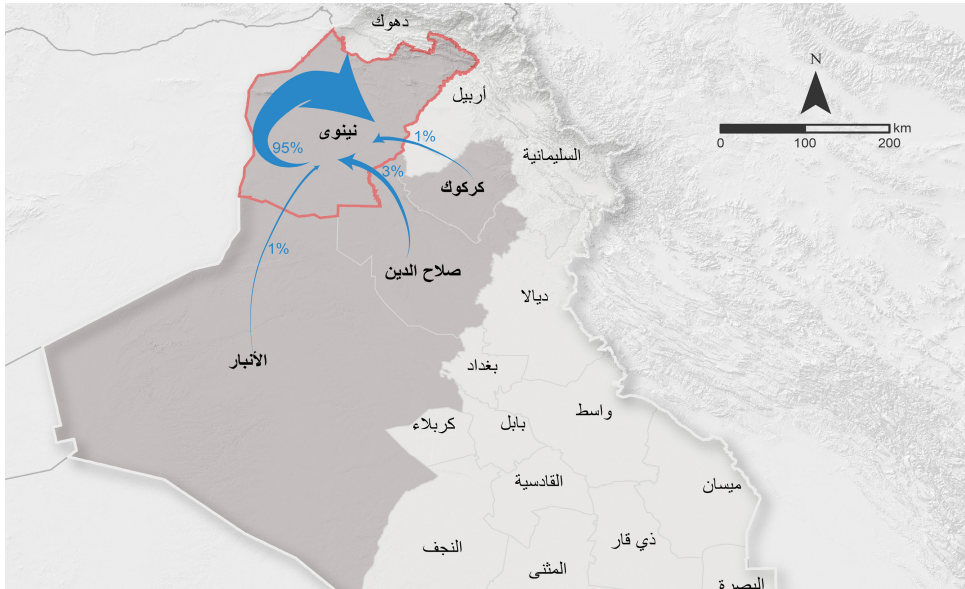 دهوك
N
أربيل
0 100 200 km
نينوى
1%
95%
السليمانية
3%
كركوك
1%
صلاح الدين
ديالا
الأنبار
بغداد
واسط
كربلاء
بابل
القادسية
ميسان
ذي قار
النجف
المثنى
البصرة